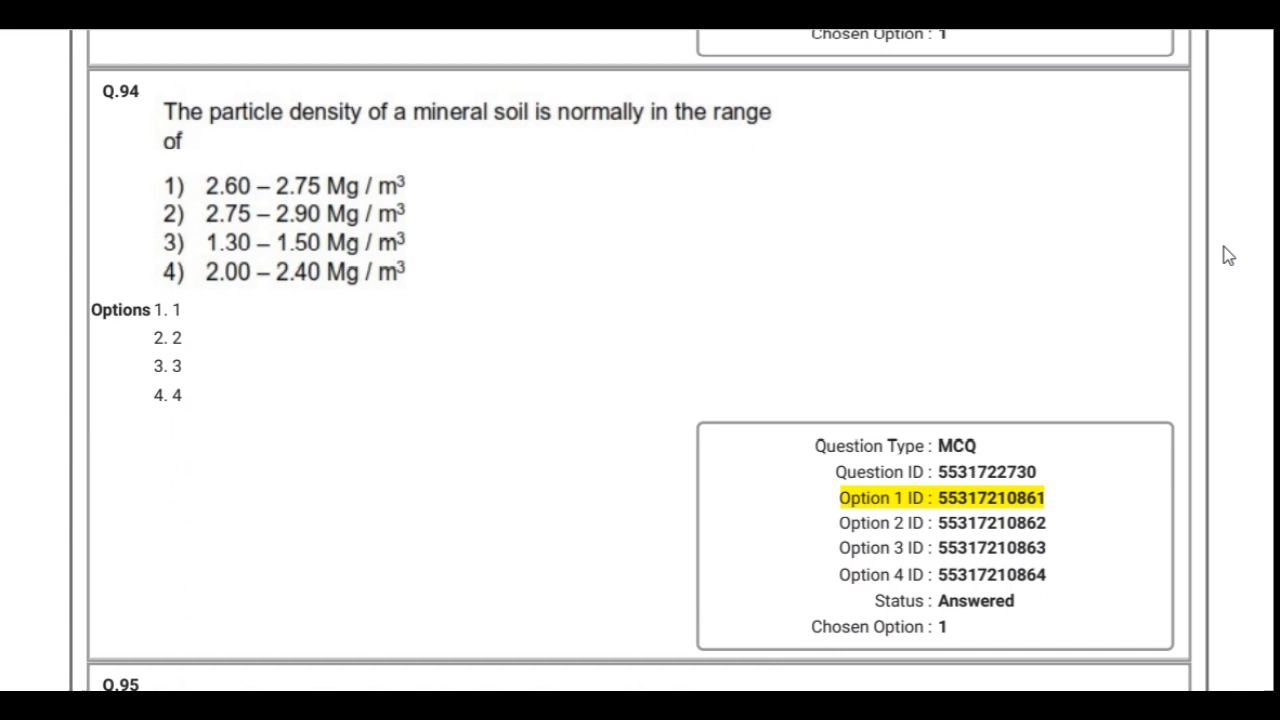 Chosen Option : 1
Q.94
The particle density of a mineral soil is normally in the range
of
1) 2.60 – 2.75 Mg / m³
2) 2.75 – 2.90 Mg / m³
3) 1.30 – 1.50 Mg / m³
4) 2.00 – 2.40 Mg / m³
Options 1. 1
2. 2
3. 3
4. 4
Question Type : MCQ
Question ID : 5531722730
Option 1 ID : 55317210861
Option 2 ID : 55317210862
Option 3 ID : 55317210863
Option 4 ID : 55317210864
Status : Answered
Chosen Option : 1
Q.95